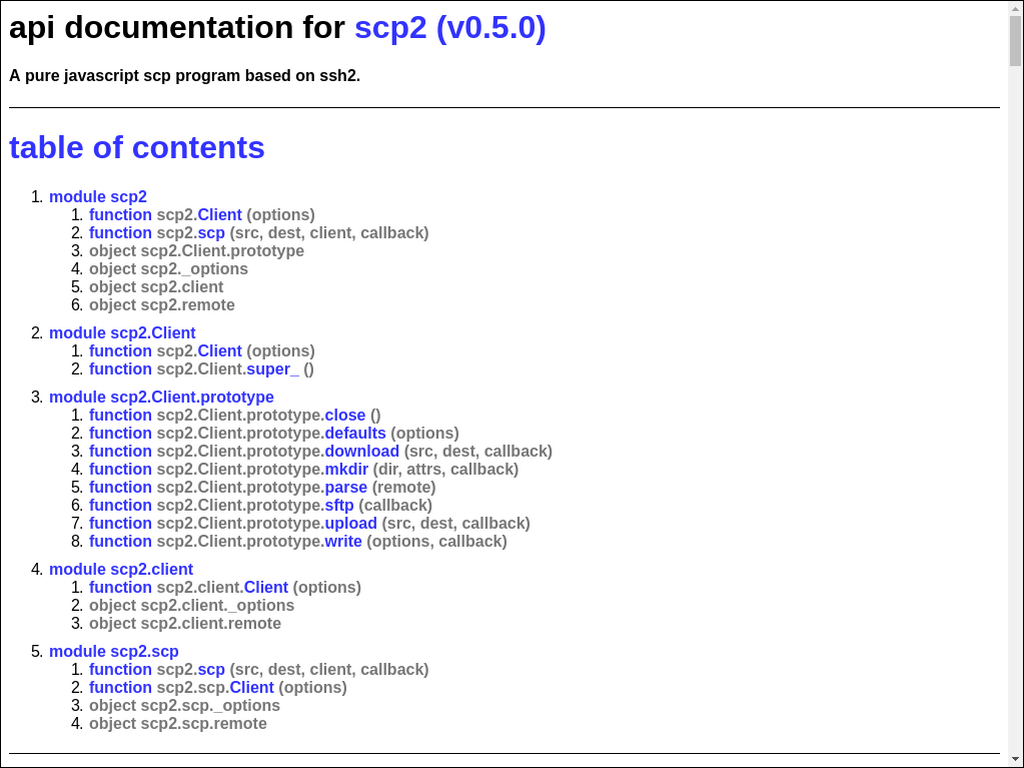 api documentation for scp2 (v0.5.0)
A pure javascript scp program based on ssh2.
table of contents
1. module scp2
1. function scp2.Client (options)
2. function scp2.scp (src, dest, client, callback)
3. object scp2.Client.prototype
4. object scp2._options
5. object scp2.client
6. object scp2.remote
2. module scp2.Client
1. function scp2.Client (options)
2. function scp2.Client.super_ ()
3. module scp2.Client.prototype
1. function scp2.Client.prototype.close ()
2. function scp2.Client.prototype.defaults (options)
3. function scp2.Client.prototype.download (src, dest, callback)
4. function scp2.Client.prototype.mkdir (dir, attrs, callback)
5. function scp2.Client.prototype.parse (remote)
6. function scp2.Client.prototype.sftp (callback)
7. function scp2.Client.prototype.upload (src, dest, callback)
8. function scp2.Client.prototype.write (options, callback)
4. module scp2.client
1. function scp2.client.Client (options)
2. object scp2.client._options
3. object scp2.client.remote
5. module scp2.scp
1. function scp2.scp (src, dest, client, callback)
2. function scp2.scp.Client (options)
3. object scp2.scp._options
4. object scp2.scp.remote